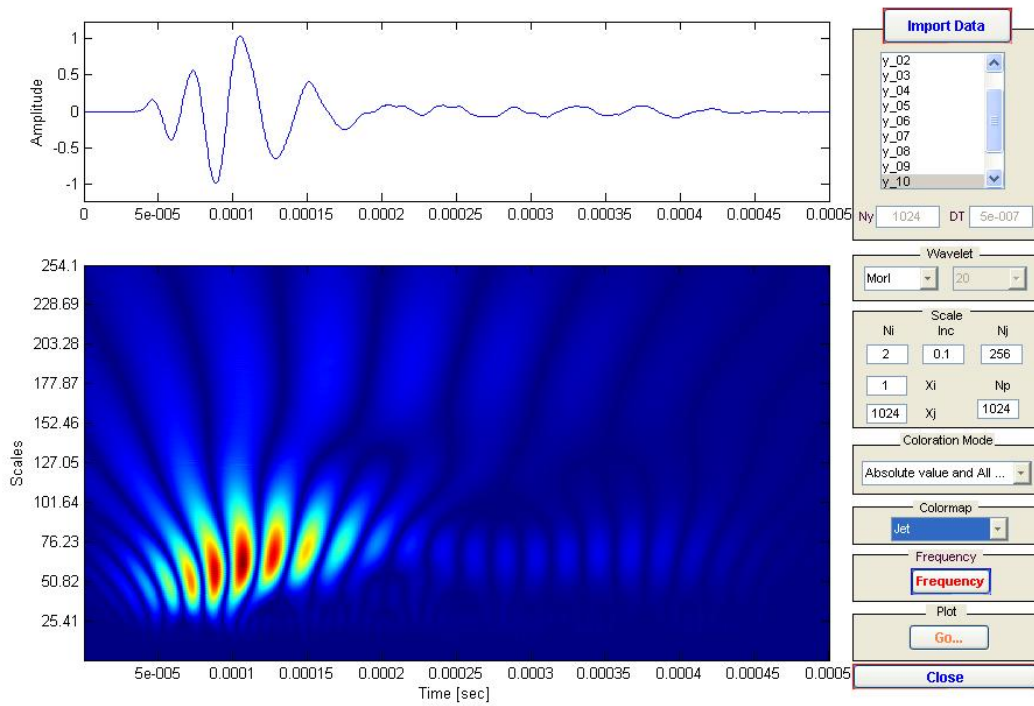 Import Data
1
0.5
0
-0.5
-1
Amplitude
0 5e-005 0.0001 0.00015 0.0002 0.00025 0.0003 0.00035 0.0004 0.00045 0.0005
y_02
y_03
y_04
y_05
y_06
y_07
y_08
y_09
y_10
Ny 1024 DT 5e-007
254.1
228.69
203.28
177.87
152.46
127.05
101.64
76.23
50.82
25.41
Scales
5e-005 0.0001 0.00015 0.0002 0.00025 0.0003 0.00035 0.0004 0.00045 0.0005
Time [sec]
Wavelet
Morl 20
Scale
Ni Inc Nj
2 0.1 256
1 Xi Np
1024 Xj 1024
Coloration Mode
Absolute value and All ...
Colormap
Jet
Frequency
Frequency
Plot
Go...
Close